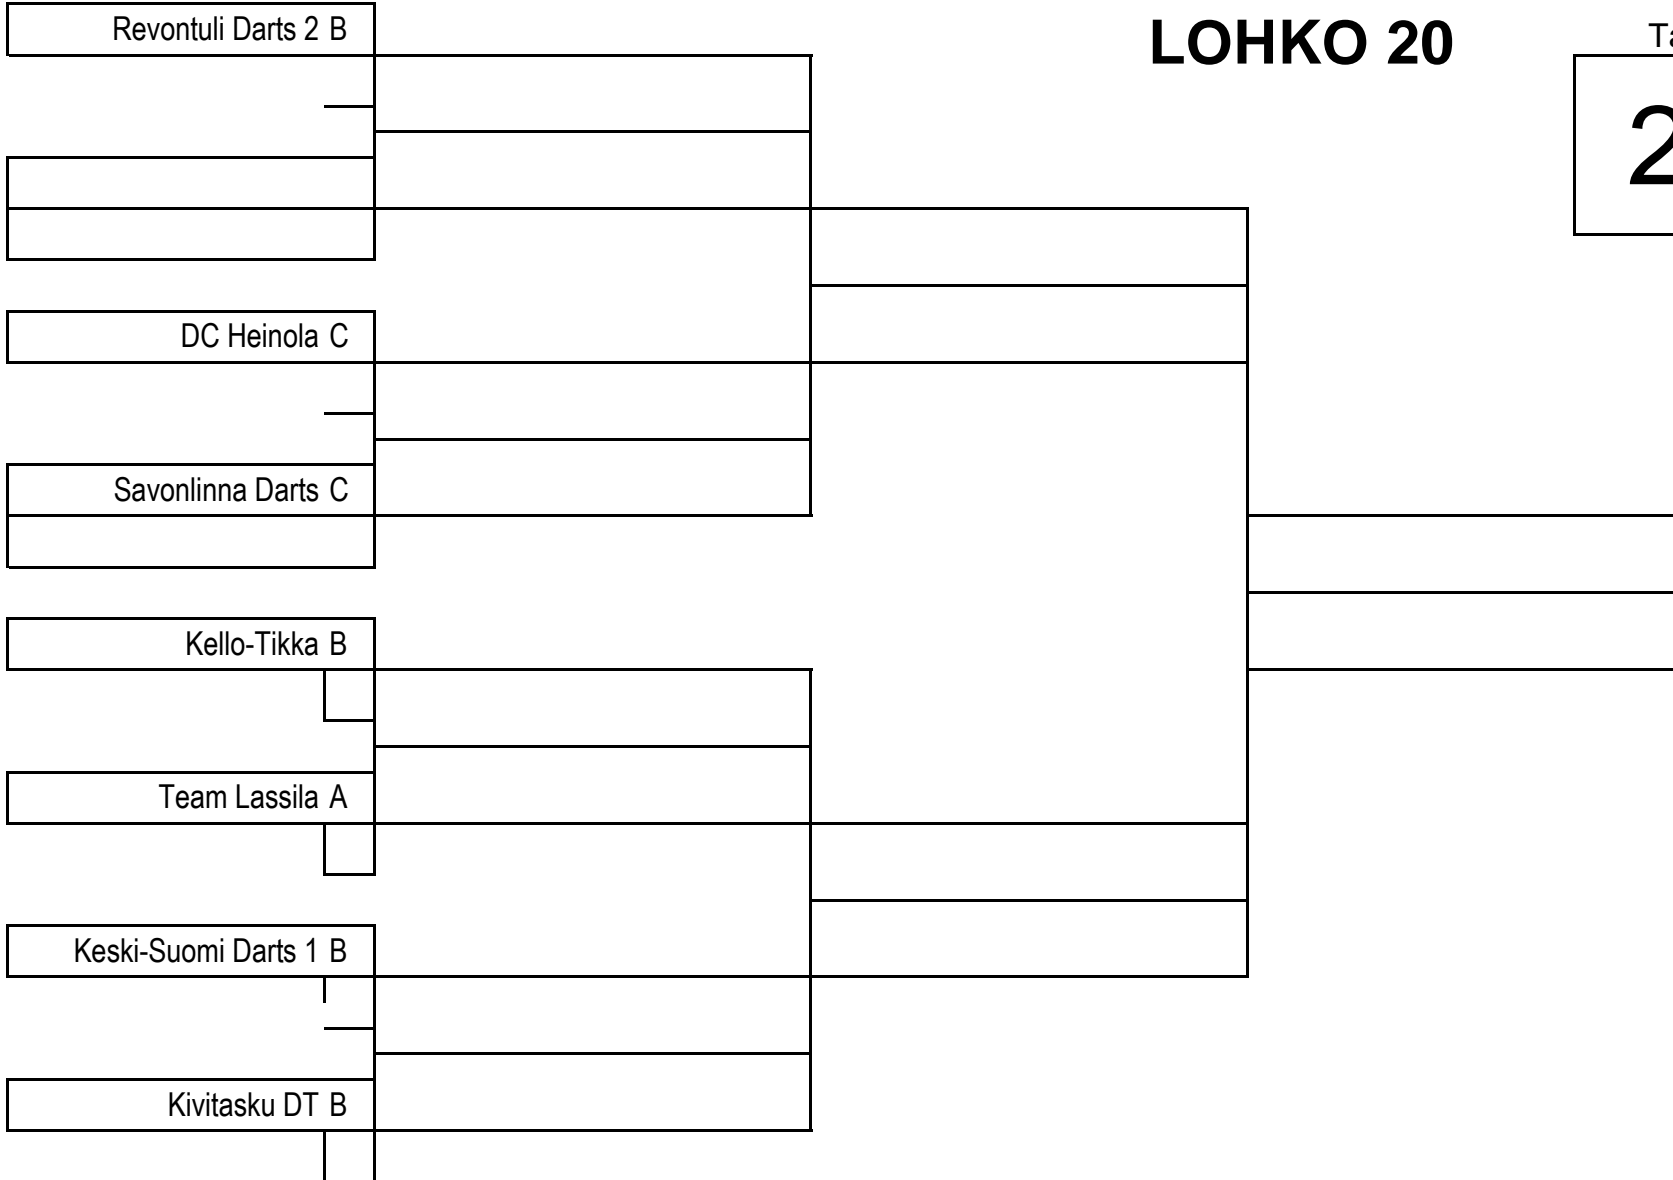 Revontuli Darts 2 B
LOHKO 20
DC Heinola C
Savonlinna Darts C
Kello-Tikka B
Team Lassila A
Keski-Suomi Darts 1 B
Kivitasku DT B